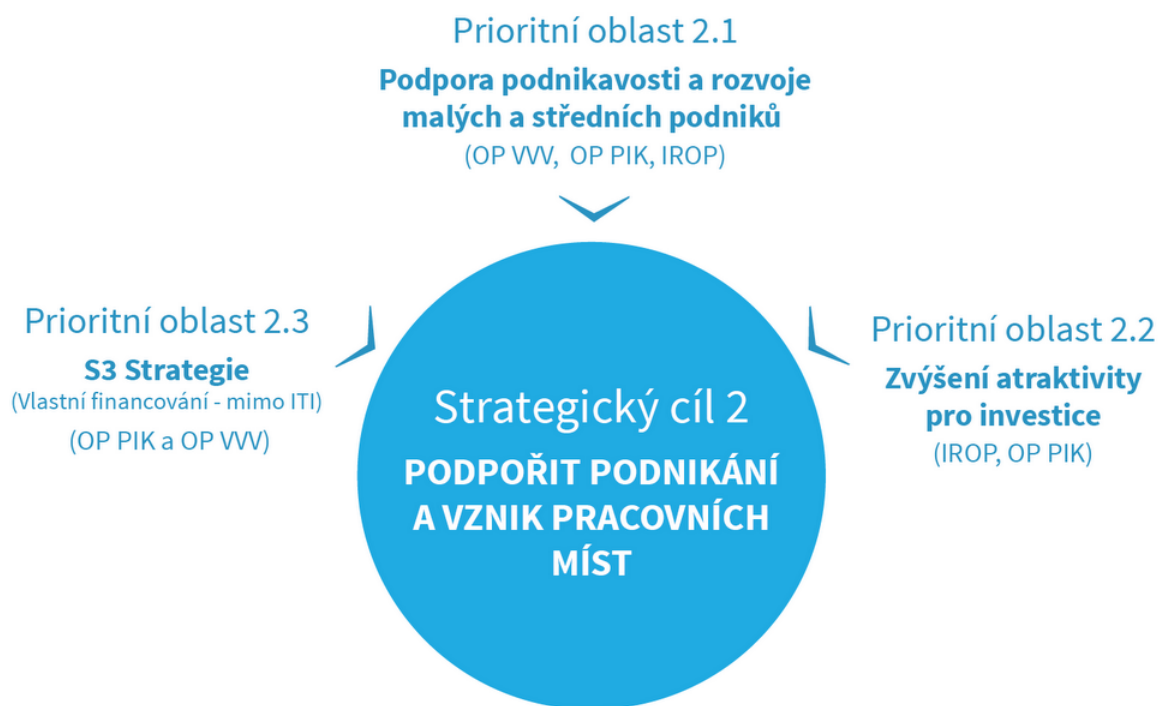 Prioritní oblast 2.1
Podpora podnikavosti a rozvoje
malých a středních podniků
(OP VVV, OP PIK, IROP)
Prioritní oblast 2.3
S3 Strategie
(Vlastní financování - mimo ITI)
(OP PIK a OP VVV)
Prioritní oblast 2.2
Zvýšení atraktivity
pro investice
(IROP, OP PIK)
Strategický cíl 2
PODPOŘIT PODNIKÁNÍ
A VZNIK PRACOVNÍCH
MÍST